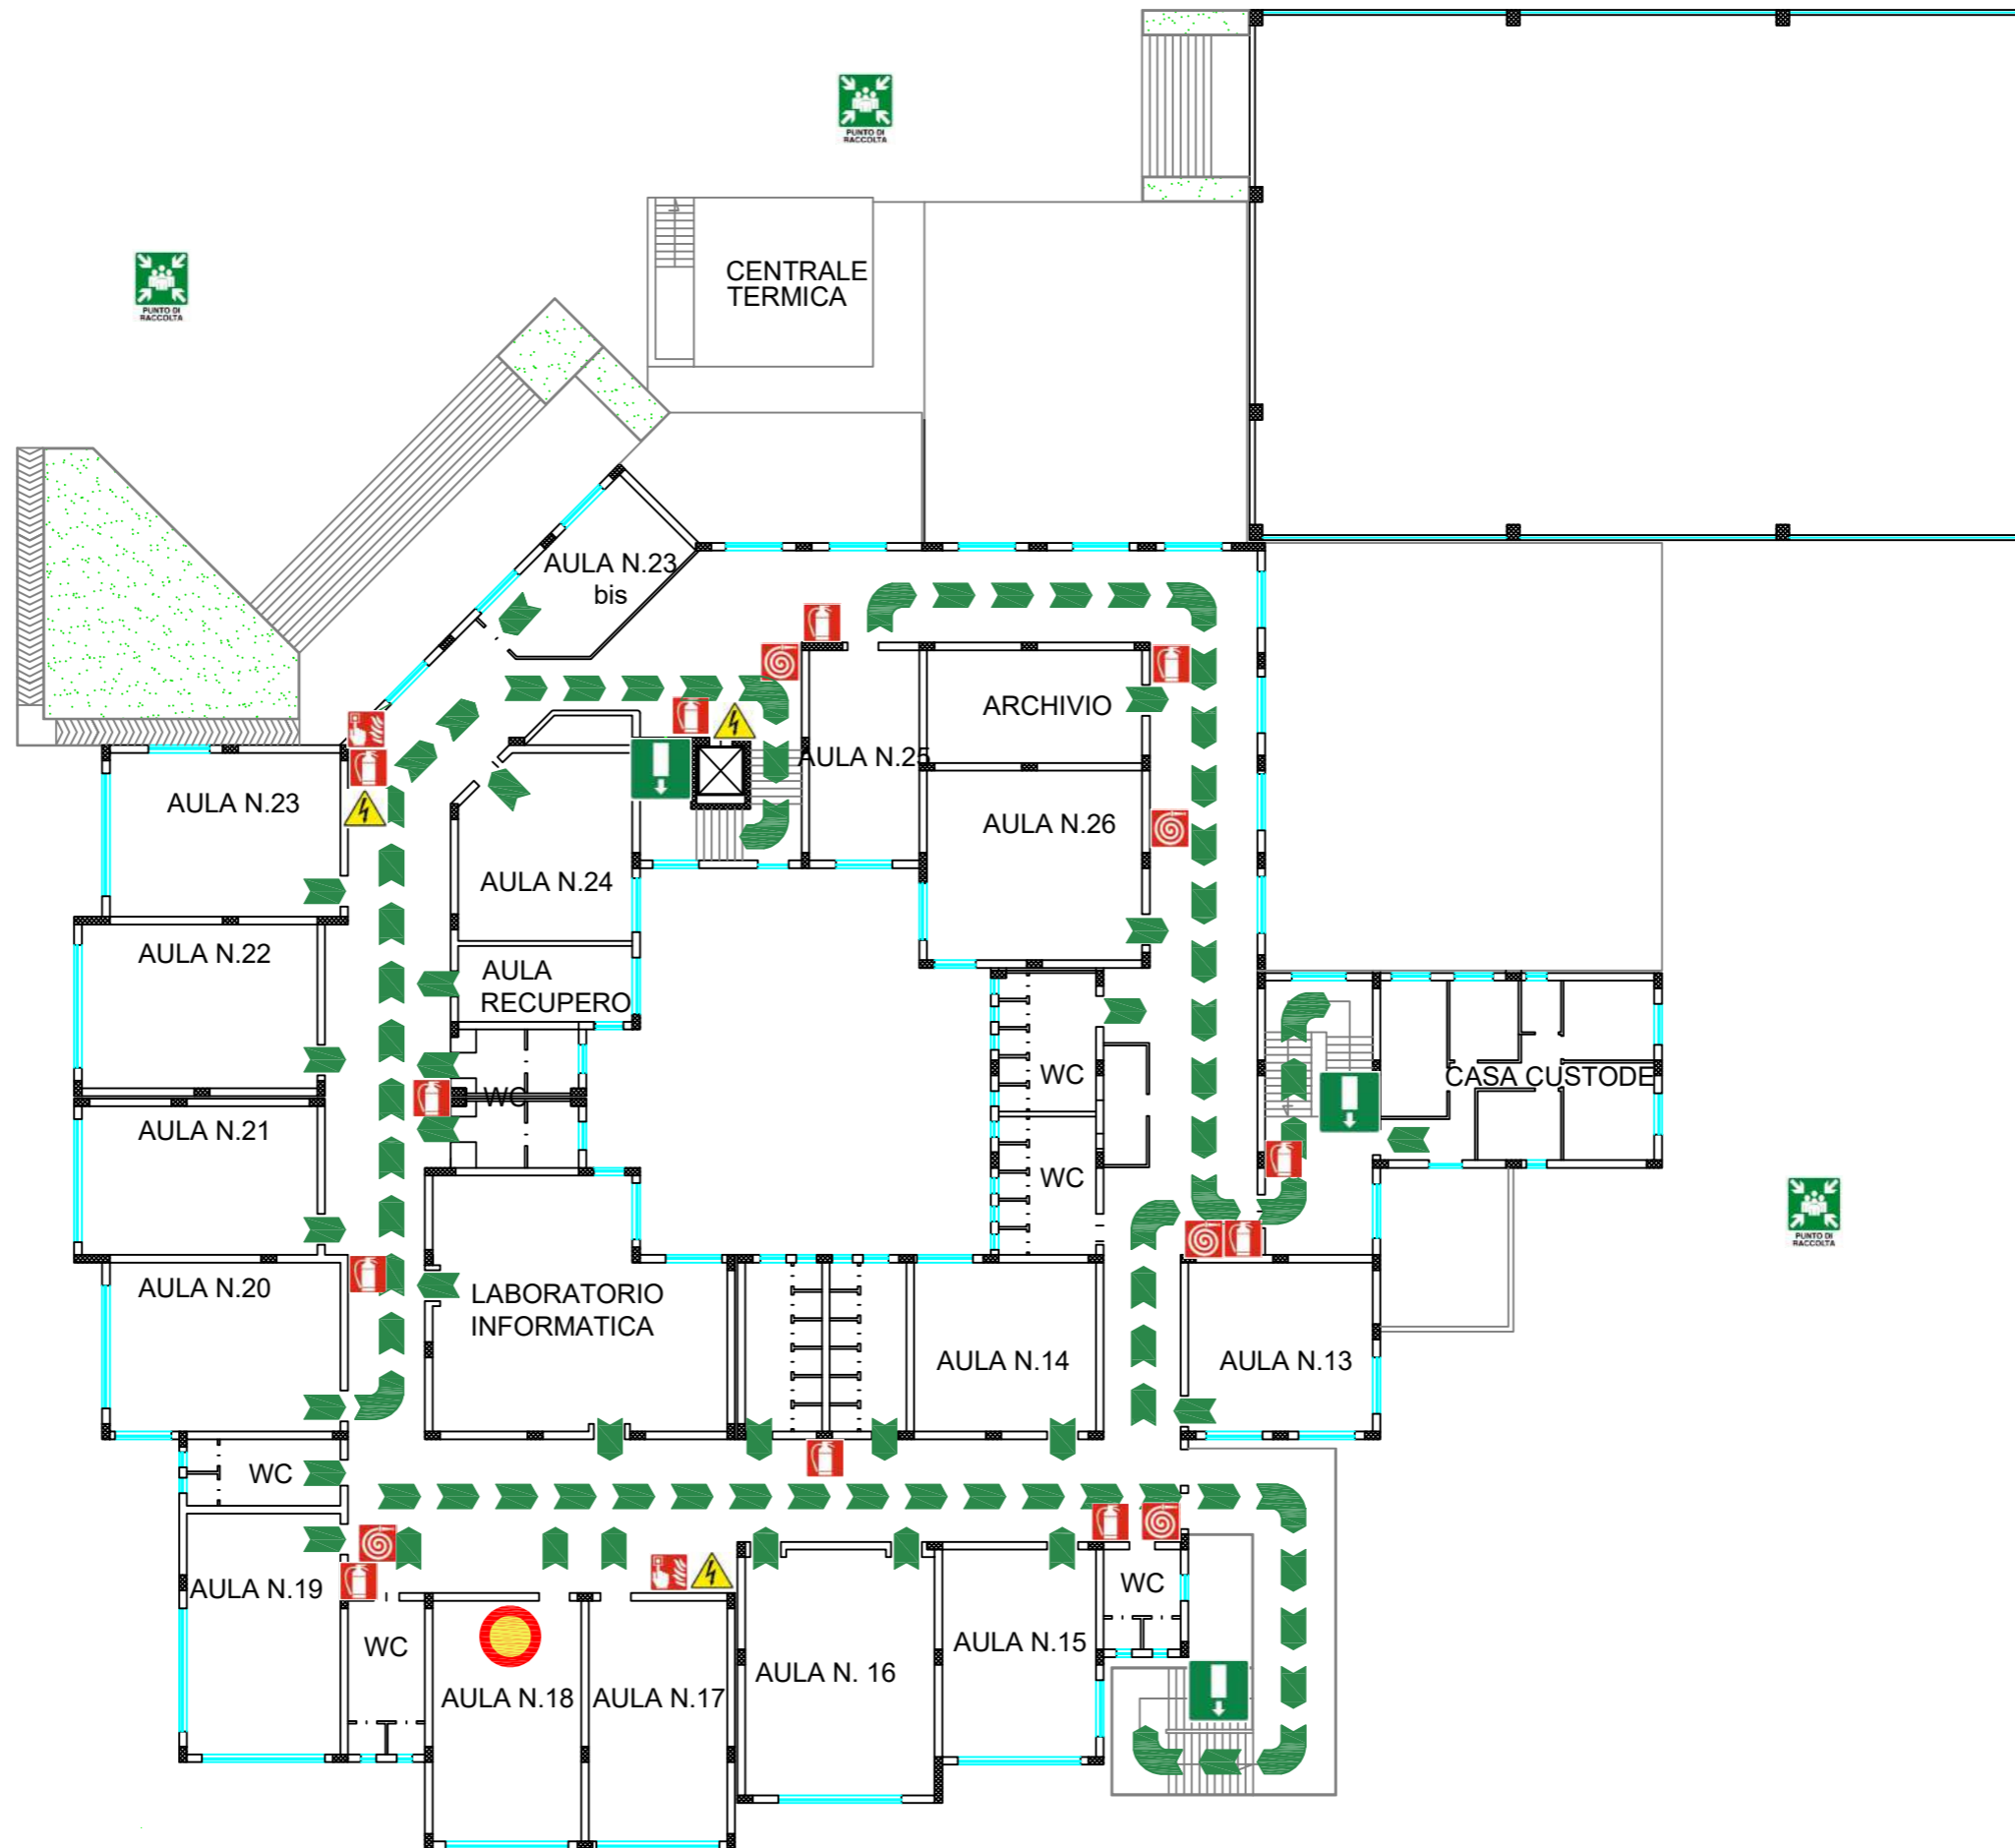 PUNTO DI
RACCOLTA
PUNTO DI
RACCOLTA
CENTRALE
TERMICA
AULA N.23
bis
ARCHIVIO
AULA N.25
AULA N.23
AULA N.26
AULA N.24
AULA N.22
AULA
RECUPERO
WC
CASA CUSTODE
WC
AULA N.21
WC
PUNTO DI
RACCOLTA
AULA N.20
LABORATORIO
INFORMATICA
AULA N.14
AULA N.13
WC
AULA N.19
WC
WC
AULA N.15
AULA N. 16
AULA N.18
AULA N.17